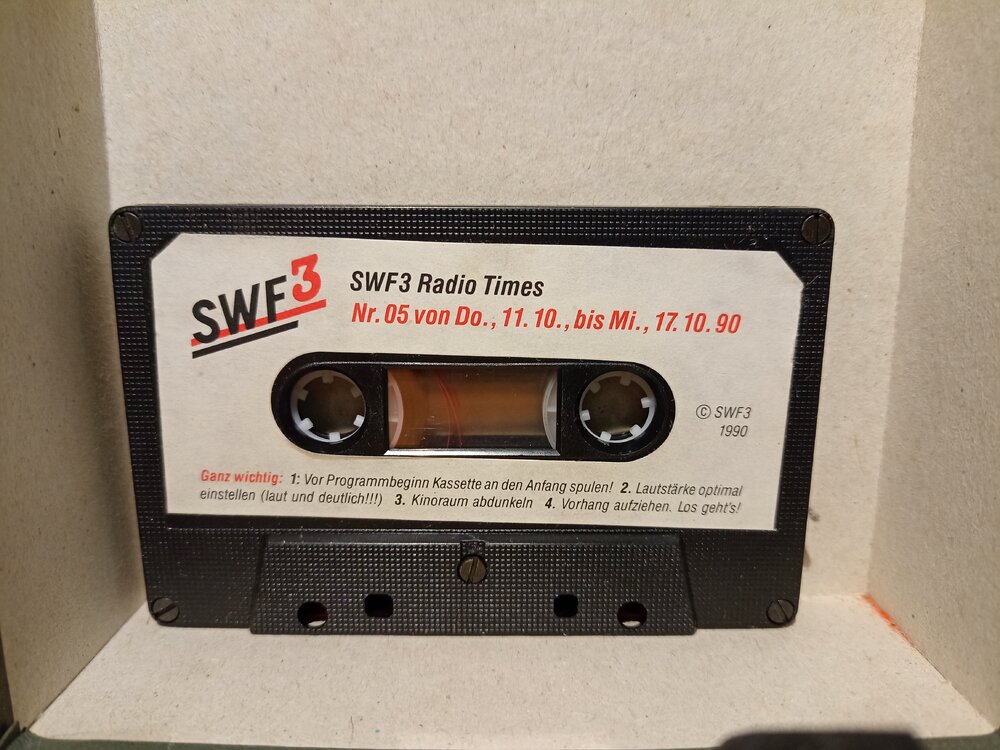 SWF3
SWF3 Radio Times
Nr. 05 von Do., 11. 10., bis Mi., 17. 10. 90
© SWF3
1990
Ganz wichtig: 1: Vor Programmbeginn Kassette an den Anfang spulen! 2. Lautstärke optimal
einstellen (laut und deutlich!!!) 3. Kinoraum abdunkeln 4. Vorhang aufziehen. Los geht's!